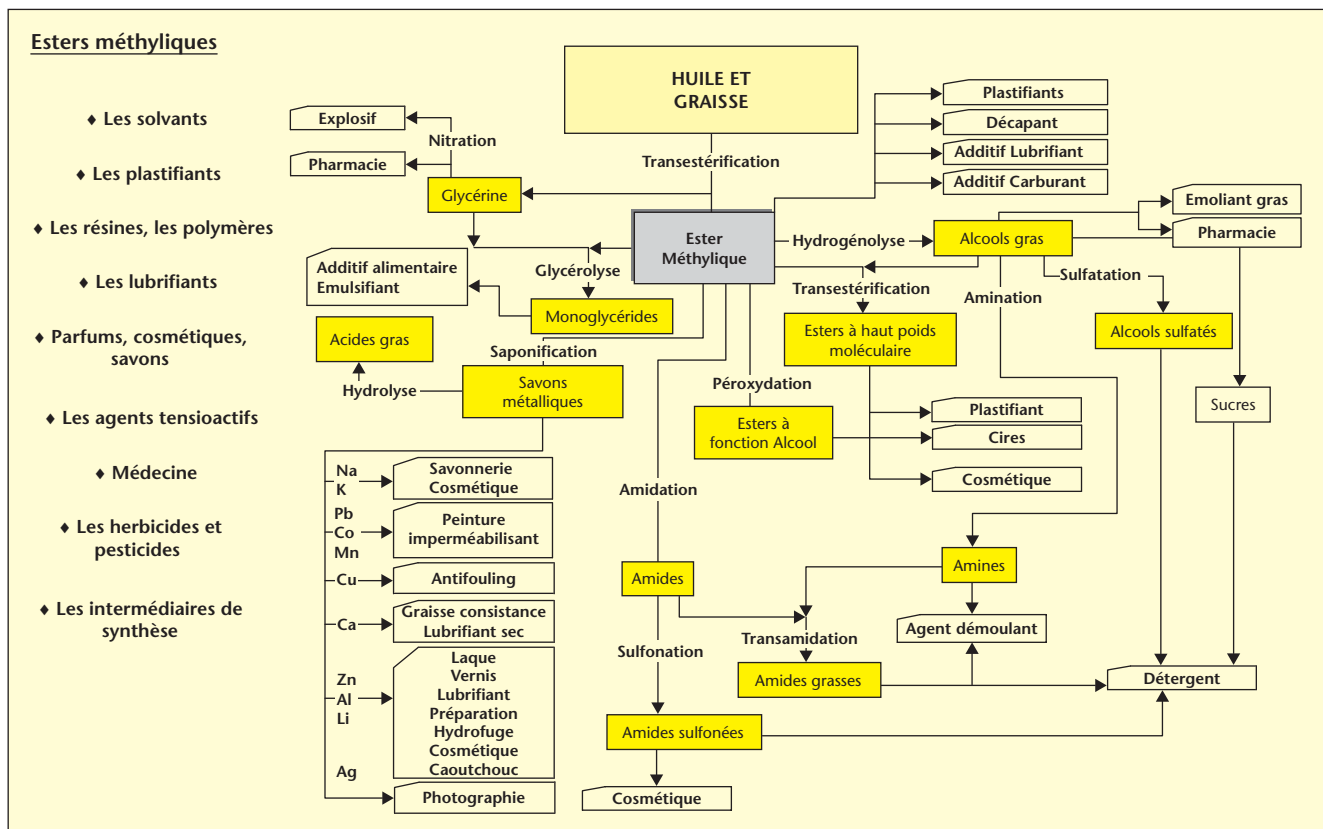 Esters méthyliques
♦ Les solvants
♦ Les plastifiants
♦ Les résines, les polymères
♦ Les lubrifiants
♦ Parfums, cosmétiques,
savons
♦ Les agents tensioactifs
♦ Médecine
♦ Les herbicides et
pesticides
♦ Les intermédiaires de
synthèse
HUILE ET
GRAISSE
Transestérification
Explosif
Nitration
Pharmacie
Glycérine
Plastifiants
Décapant
Additif Lubrifiant
Additif Carburant
Ester
Méthylique
Hydrogénolyse
Alcools gras
Emoliant gras
Pharmacie
Additif alimentaire
Emulsifiant
Glycérolyse
Monoglycérides
Transestérification
Amination
Sulfatation
Acides gras
Saponification
Hydrolyse
Savons
métalliques
Esters à haut poids
moléculaire
Alcools sulfatés
Péroxydation
Esters à
fonction Alcool
Plastifiant
Cires
Cosmétique
Sucres
Na
K
Savonnerie
Cosmétique
Pb
Co
Mn
Peinture
imperméabilisant
Cu
Antifouling
Ca
Graisse consistance
Lubrifiant sec
Zn
Al
Li
Laque
Vernis
Lubrifiant
Préparation
Hydrofuge
Cosmétique
Caoutchouc
Ag
Photographie
Amidation
Amides
Amines
Transamidation
Agent démoulant
Sulfonation
Amides grasses
Détergent
Amides sulfonées
Cosmétique